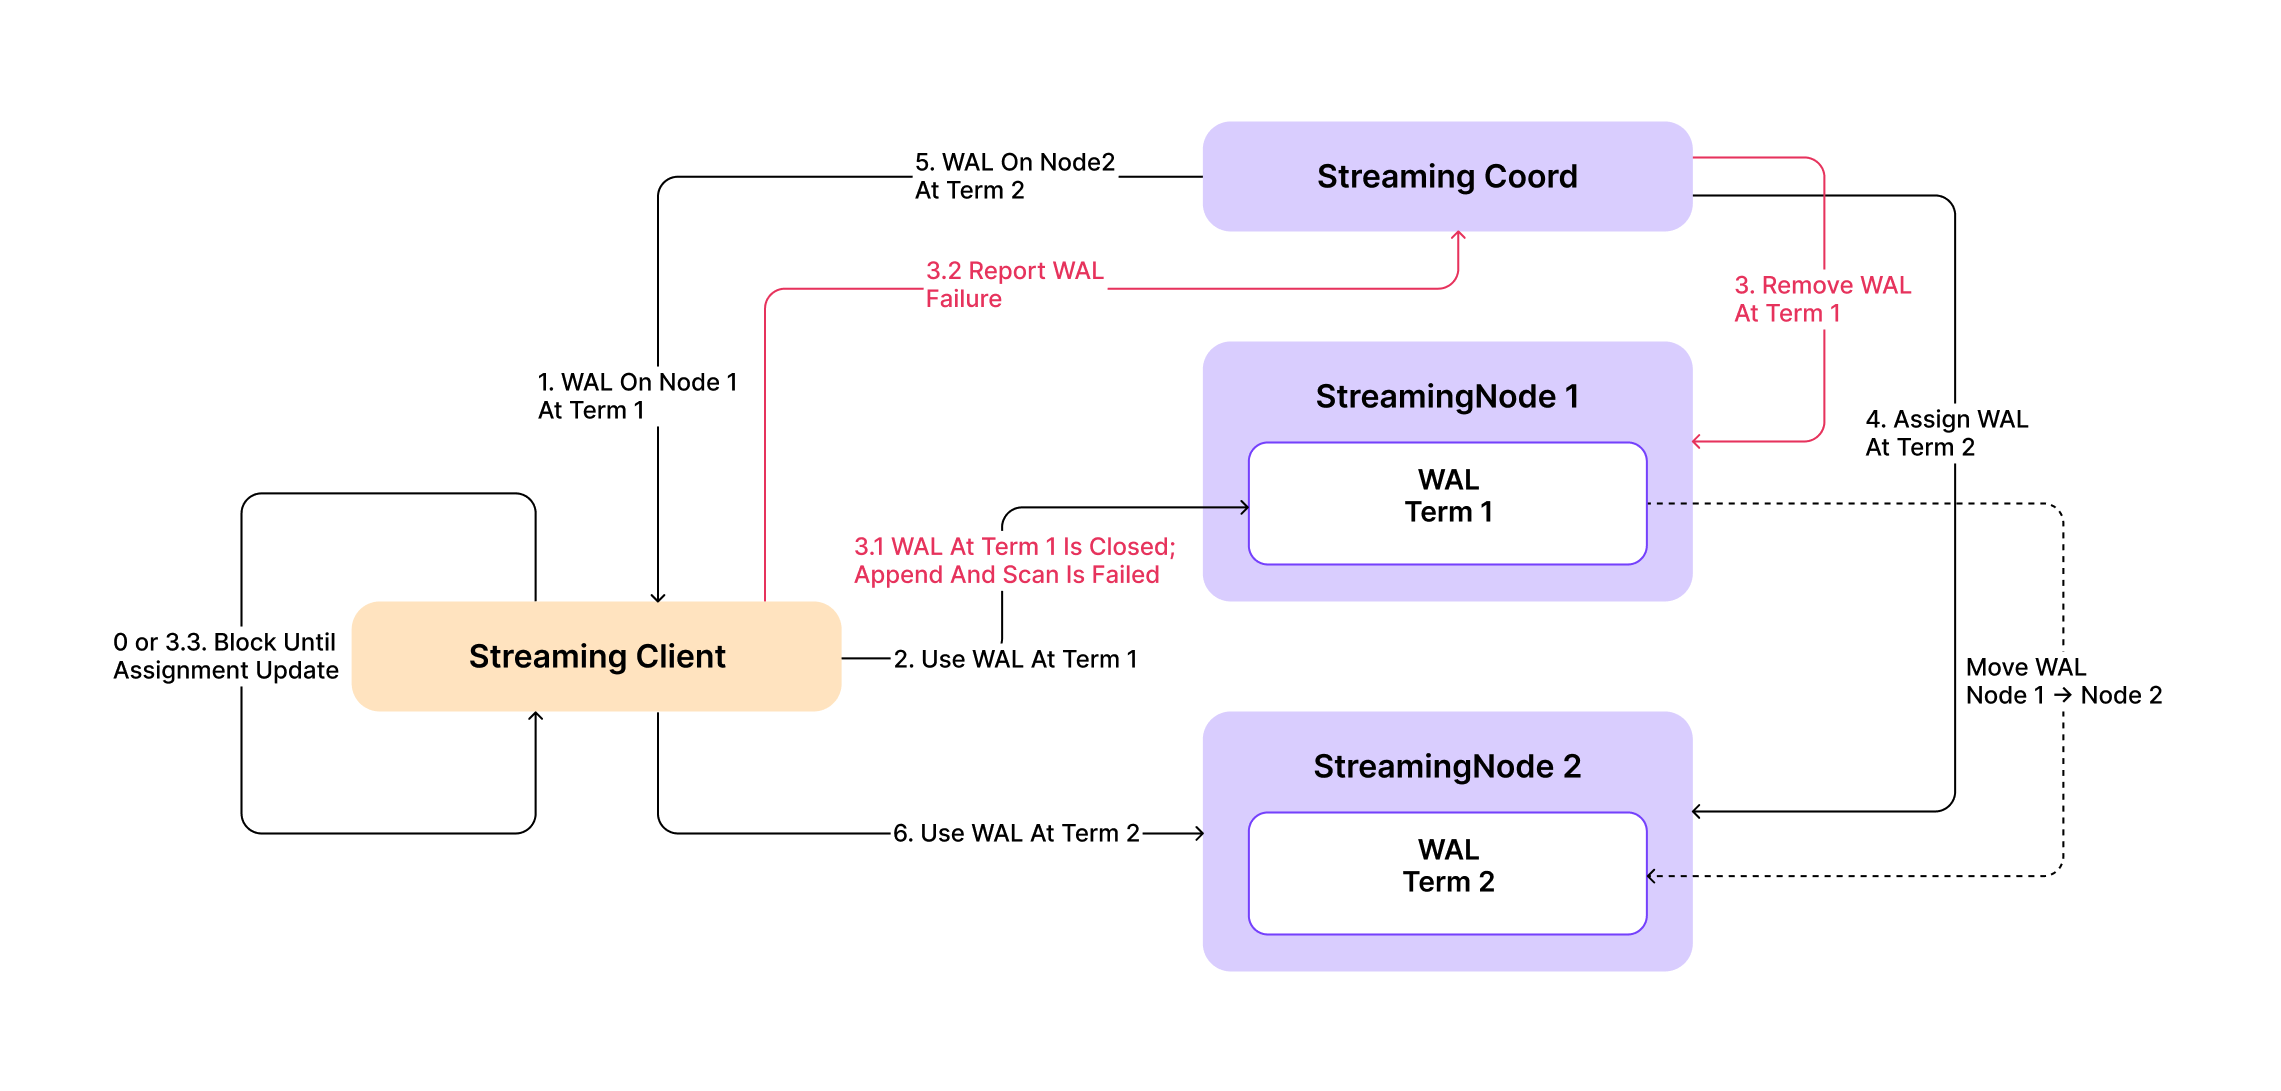 5. WAL On Node2
At Term 2
Streaming Coord
3.2 Report WAL
Failure
3. Remove WAL
At Term 1
1. WAL On Node 1
At Term 1
StreamingNode 1
4. Assign WAL
At Term 2
WAL
Term 1
3.1 WAL At Term 1 Is Closed;
Append And Scan Is Failed
0 or 3.3. Block Until
Assignment Update
Streaming Client
2. Use WAL At Term 1
Move WAL
Node 1 → Node 2
StreamingNode 2
6. Use WAL At Term 2
WAL
Term 2